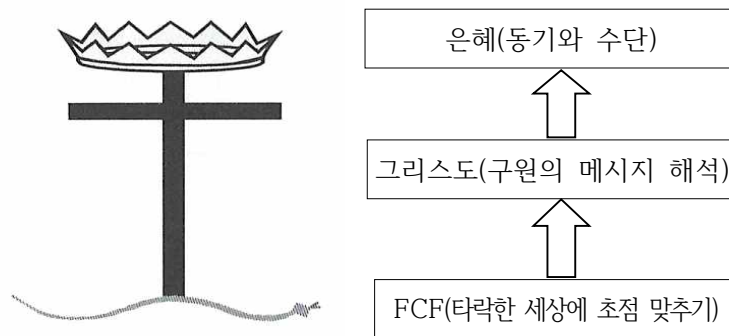 은혜(동기와 수단)
그리스도(구원의 메시지 해석)
FCF(타락한 세상에 초점 맞추기)